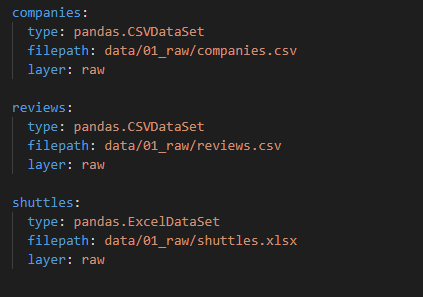 companies:
  type: pandas.CSVDataSet
  filepath: data/01_raw/companies.csv
  layer: raw

reviews:
  type: pandas.CSVDataSet
  filepath: data/01_raw/reviews.csv
  layer: raw

shuttles:
  type: pandas.ExcelDataSet
  filepath: data/01_raw/shuttles.xlsx
  layer: raw